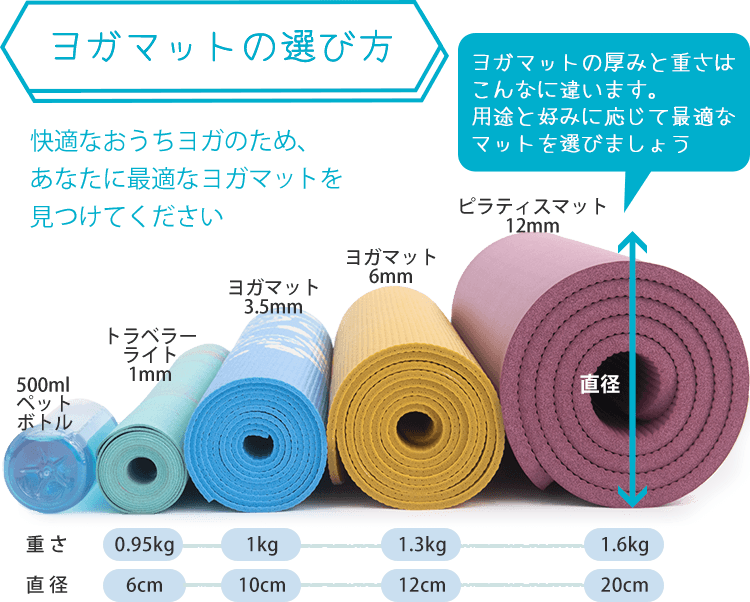 ヨガマットの選び方
快適なおうちヨガのため、
あなたに最適なヨガマットを
見つけてください
ヨガマットの厚みと重さは
こんなに違います。
用途と好みに応じて最適な
マットを選びましょう
ピラティスマット
12mm
ヨガマット
6mm
ヨガマット
3.5mm
トラベラー
ライト
1mm
500ml
ペット
ボトル
直径
重さ 0.95kg 1kg 1.3kg 1.6kg
直径 6cm 10cm 12cm 20cm